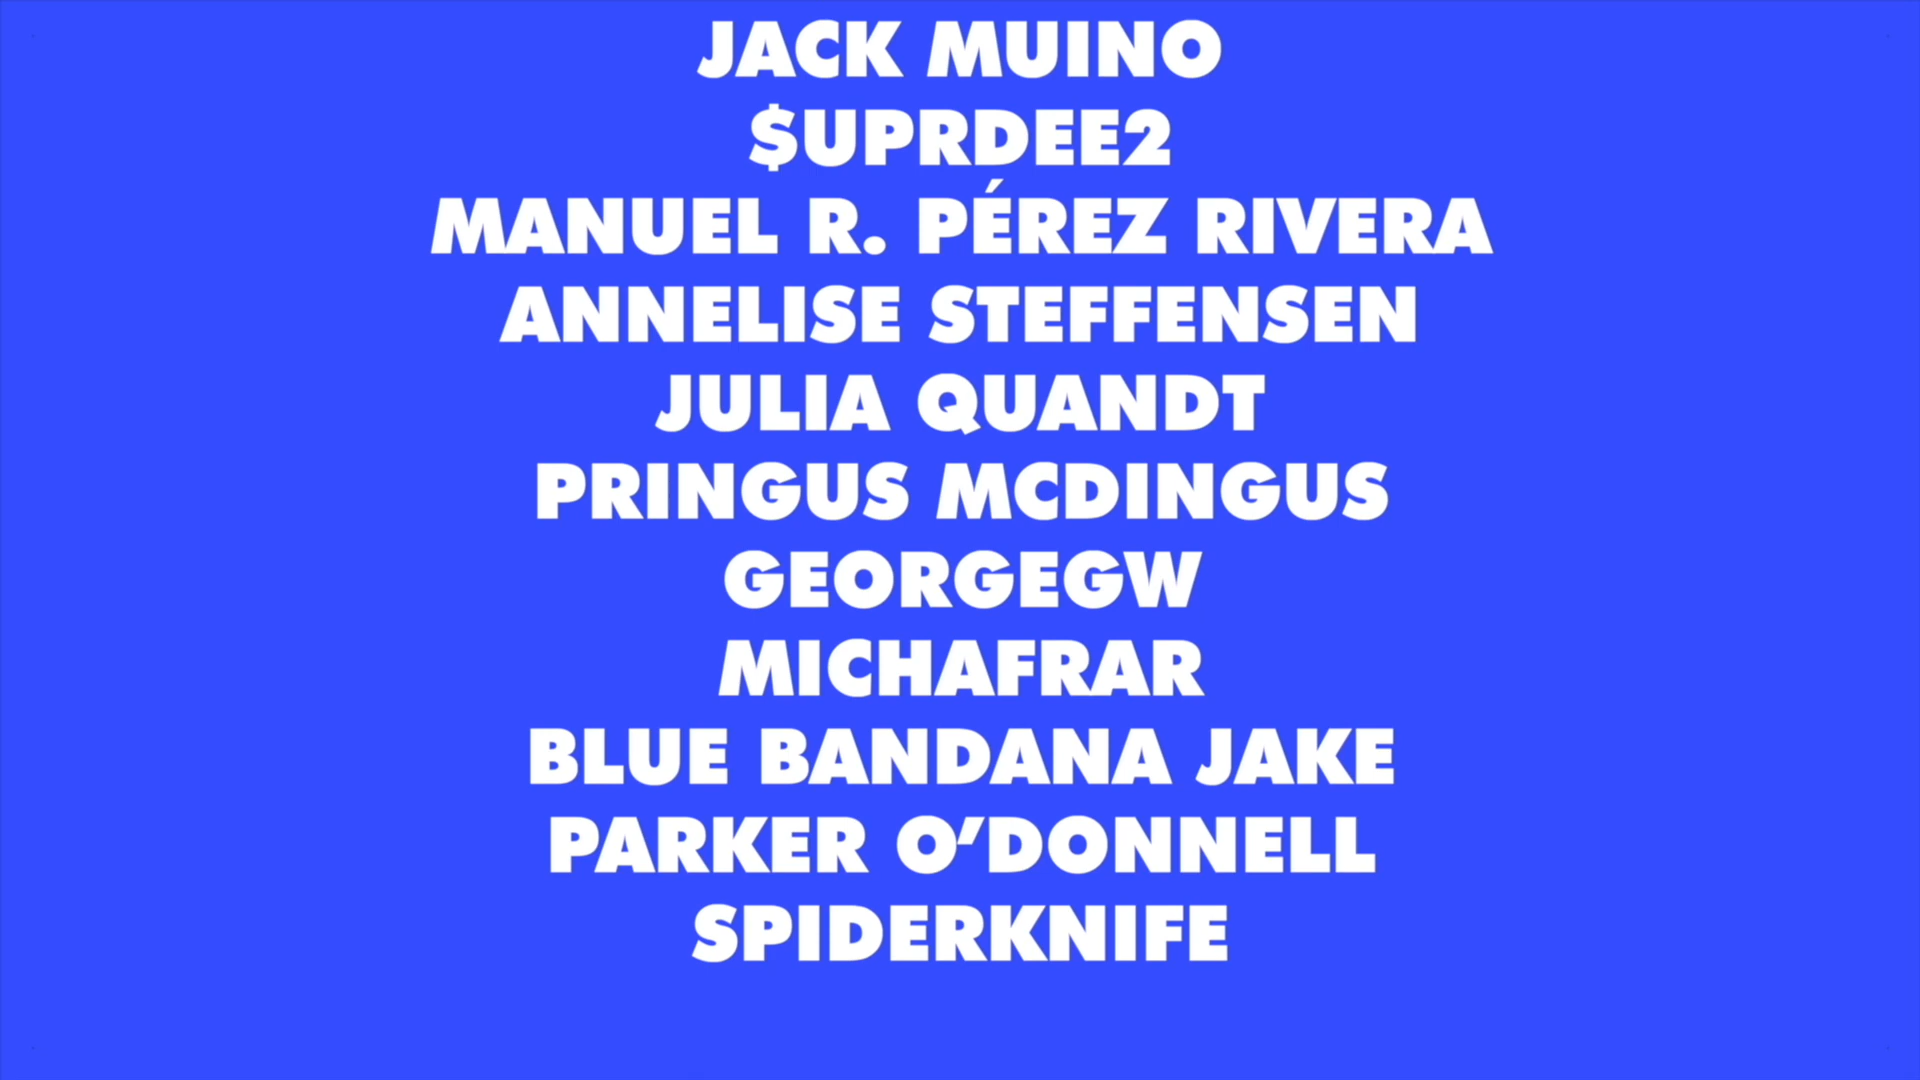 JACK MUINO
$UPRDEE2
MANUEL R. PÉREZ RIVERA
ANNELISE STEFFENSEN
JULIA QUANDT
PRINGUS MCDINGUS
GEORGEGW
MICHAFRAR
BLUE BANDANA JAKE
PARKER O’DONNELL
SPIDERKNIFE